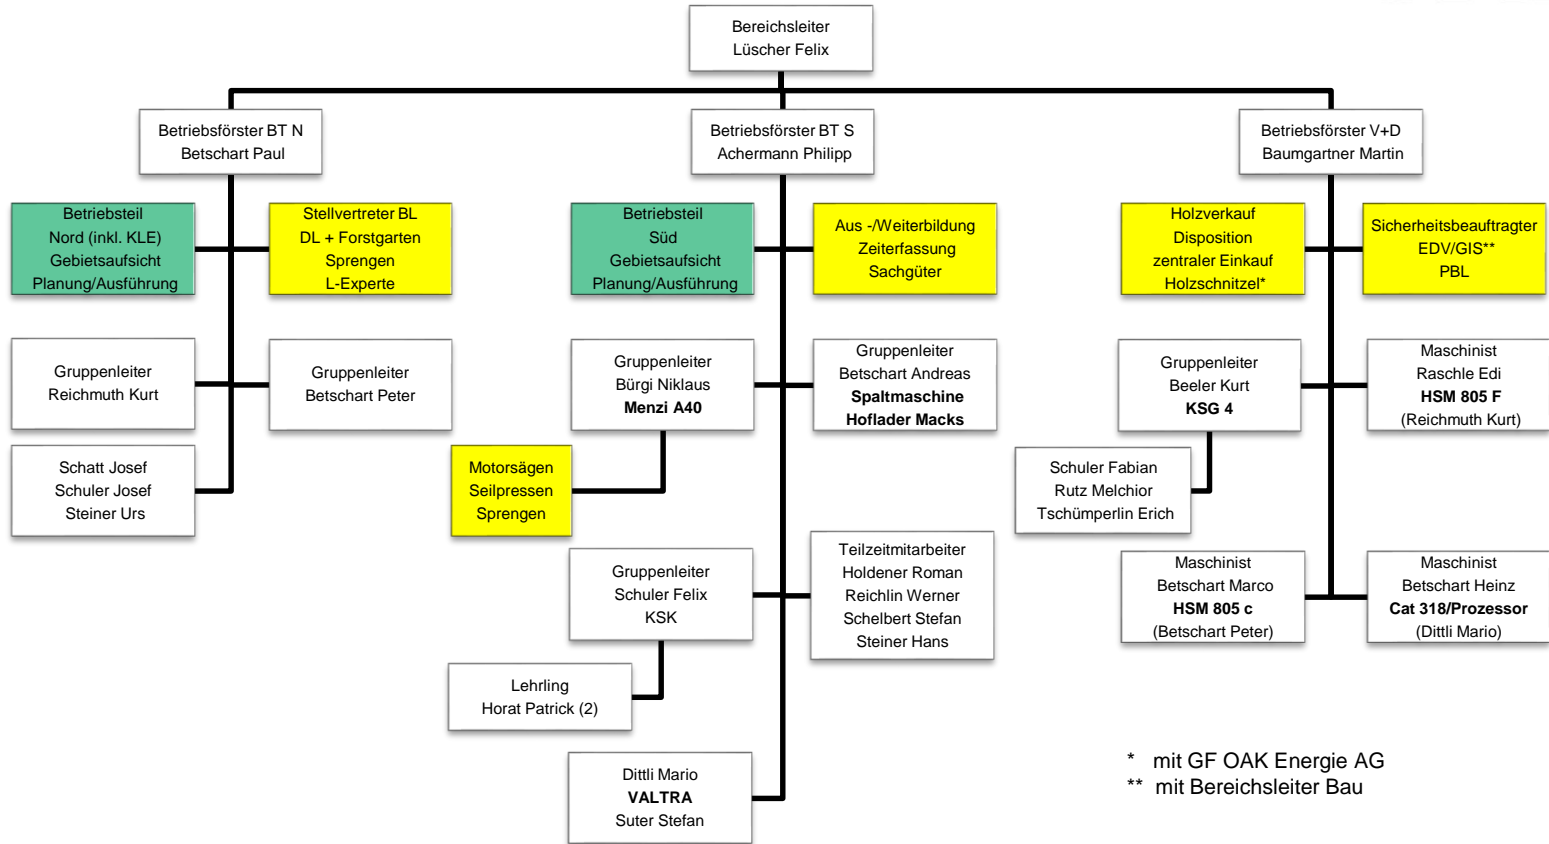 Bereichsleiter
Lüscher Felix
Betriebsförster BT N
Betschart Paul
Betriebsförster BT S
Achermann Philipp
Betriebsförster V+D
Baumgartner Martin
Betriebsteil
Nord (inkl. KLE)
Gebietsaufsicht
Planung/Ausführung
Stellvertreter BL
DL + Forstgarten
Sprengen
L-Experte
Betriebsteil
Süd
Gebietsaufsicht
Planung/Ausführung
Aus -/Weiterbildung
Zeiterfassung
Sachgüter
Holzverkauf
Disposition
zentraler Einkauf
Holzschnitzel*
Sicherheitsbeauftragter
EDV/GIS**
PBL
Gruppenleiter
Reichmuth Kurt
Gruppenleiter
Betschart Peter
Gruppenleiter
Bürgi Niklaus
Menzi A40
Gruppenleiter
Betschart Andreas
Spaltmaschine
Hoflader Macks
Gruppenleiter
Beeler Kurt
KSG 4
Maschinist
Raschle Edi
HSM 805 F
(Reichmuth Kurt)
Schatt Josef
Schuler Josef
Steiner Urs
Motorsägen
Seilpressen
Sprengen
Schuler Fabian
Rutz Melchior
Tschümperlin Erich
Gruppenleiter
Schuler Felix
KSK
Teilzeitmitarbeiter
Holdener Roman
Reichlin Werner
Schelbert Stefan
Steiner Hans
Maschinist
Betschart Marco
HSM 805 c
(Betschart Peter)
Maschinist
Betschart Heinz
Cat 318/Prozessor
(Dittli Mario)
Lehrling
Horat Patrick (2)
Dittli Mario
VALTRA
Suter Stefan
* mit GF OAK Energie AG
** mit Bereichsleiter Bau